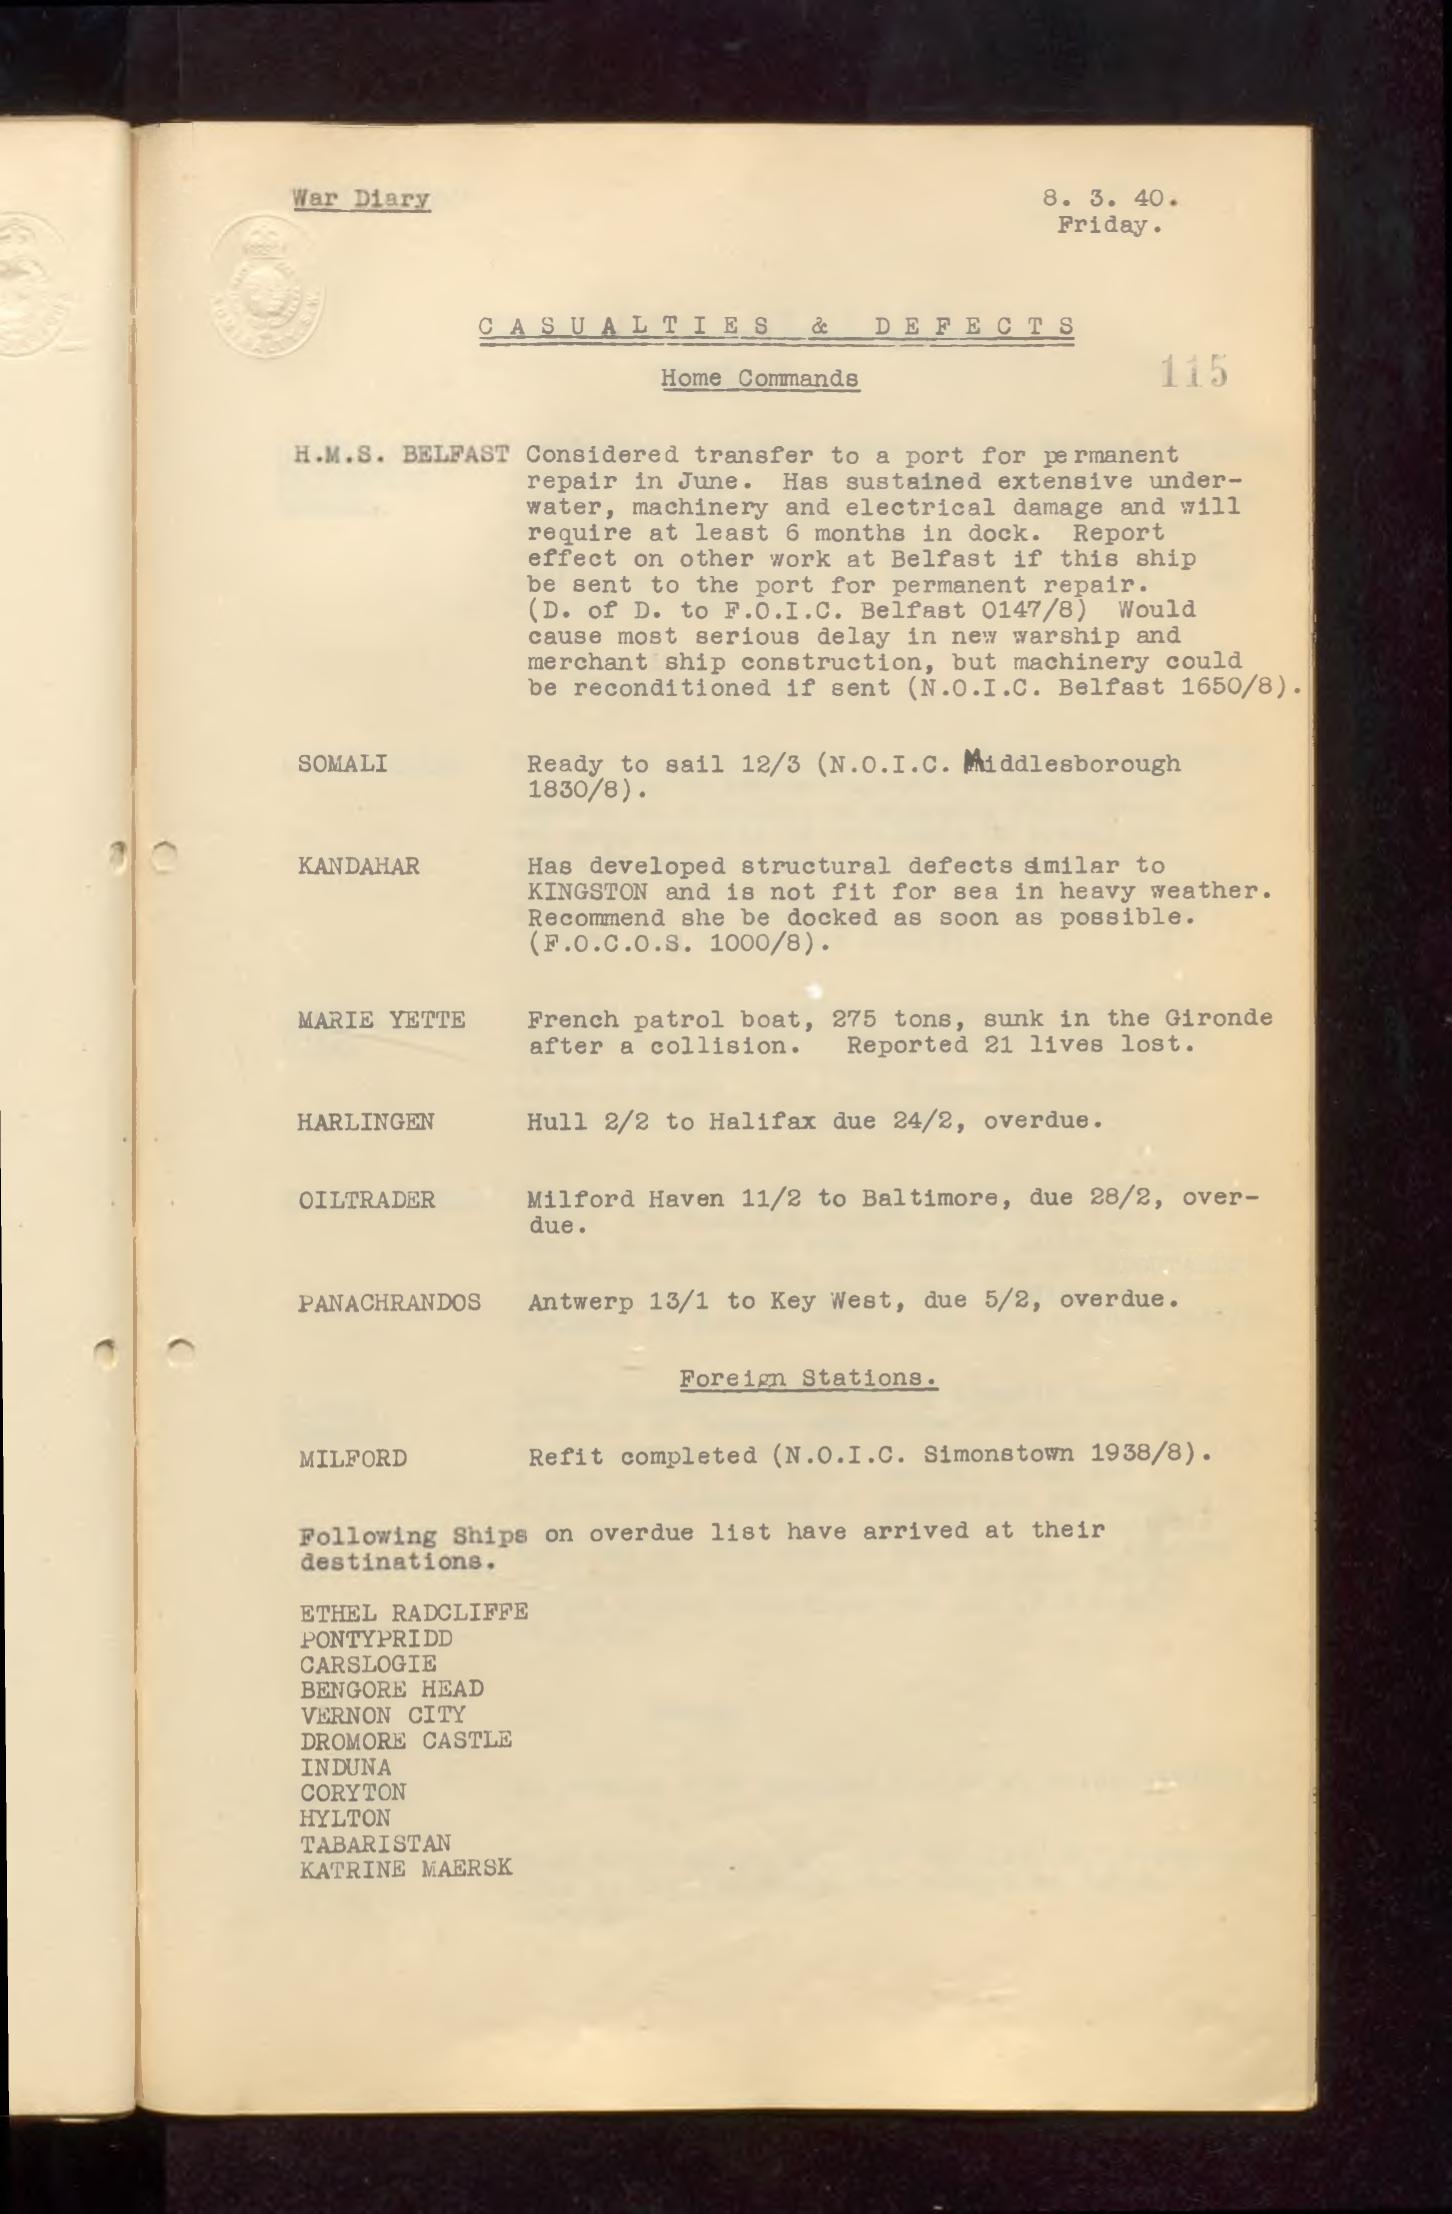 War Diary
8. 3. 40.
Friday.
CASUALTIES & DEFECTS
Home Commands
115
H.M.S. BELFAST Considered transfer to a port for permanent
repair in June. Has sustained extensive under-
water, machinery and electrical damage and will
require at least 6 months in dock. Report
effect on other work at Belfast if this ship
be sent to the port for permanent repair.
(D. of D. to F.O.I.C. Belfast 0147/8) Would
cause most serious delay in new warship and
merchant ship construction, but machinery could
be reconditioned if sent (N.O.I.C. Belfast 1650/8).
SOMALI Ready to sail 12/3 (N.O.I.C. Middlesborough
1830/8).
KANDAHAR Has developed structural defects similar to
KINGSTON and is not fit for sea in heavy weather.
Recommend she be docked as soon as possible.
(F.O.C.O.S. 1000/8).
MARIE YETTE French patrol boat, 275 tons, sunk in the Gironde
after a collision. Reported 21 lives lost.
HARLINGEN Hull 2/2 to Halifax due 24/2, overdue.
OILTRADER Milford Haven 11/2 to Baltimore, due 28/2, over-
due.
PANACHRANDOS Antwerp 13/1 to Key West, due 5/2, overdue.
Foreign Stations.
MILFORD Refit completed (N.O.I.C. Simonstown 1938/8).
Following Ships on overdue list have arrived at their
destinations.
ETHEL RADCLIFFE
PONTYPRIDD
CARSLOGIE
BENGORE HEAD
VERNON CITY
DROMORE CASTLE
INDUNA
CORYTON
HYLTON
TABARISTAN
KATRINE MAERSK